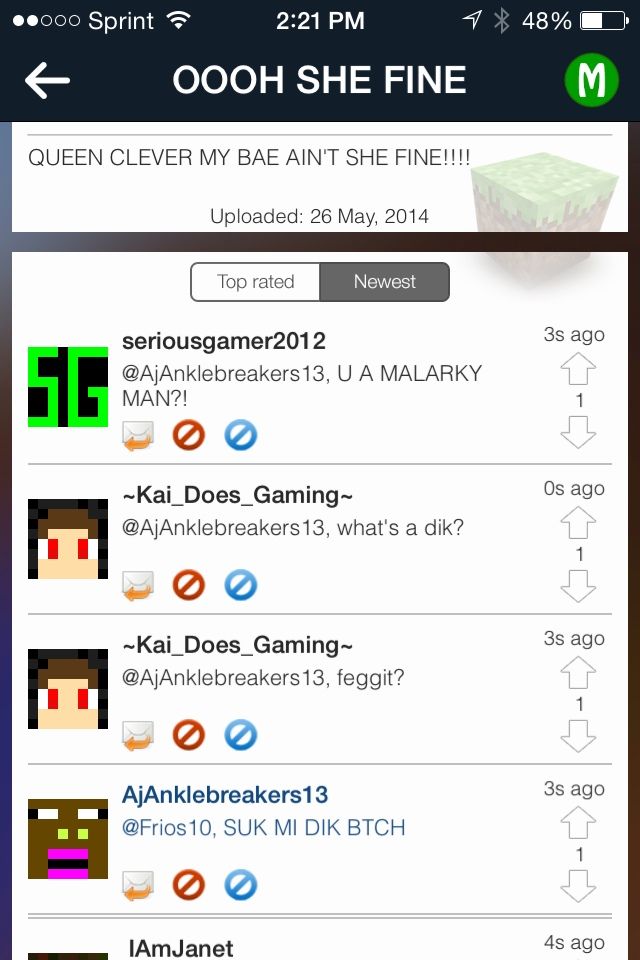 Sprint 2:21 PM 48%
OOOH SHE FINE
M
QUEEN CLEVER MY BAE AIN'T SHE FINE!!!!
Uploaded: 26 May, 2014
Top rated Newest
seriousgamer2012 3s ago
@AjAnklebreakers13, U A MALARKY
MAN?!
1
SG
~Kai_Does_Gaming~ 0s ago
@AjAnklebreakers13, what's a dik?
1
~Kai_Does_Gaming~ 3s ago
@AjAnklebreakers13, feggit?
1
AjAnklebreakers13 3s ago
@Frios10, SUK MI DIK BTCH
1
IAmJanet 4s ago